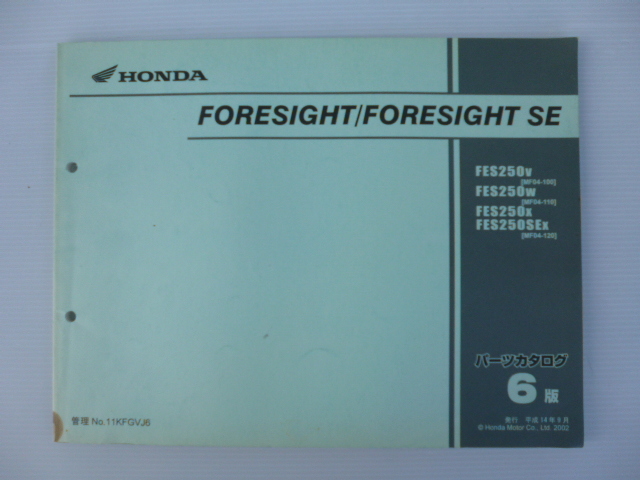 HONDA
FORESIGHT/FORESIGHT SE
FES250V
[MF04-100]
FES250W
[MF04-110]
FES250X
FES250SEX
[MF04-120]
パーツカタログ
6版
発行 平成14年9月
© Honda Motor Co., Ltd. 2002
管理 No.11KFGVJ6